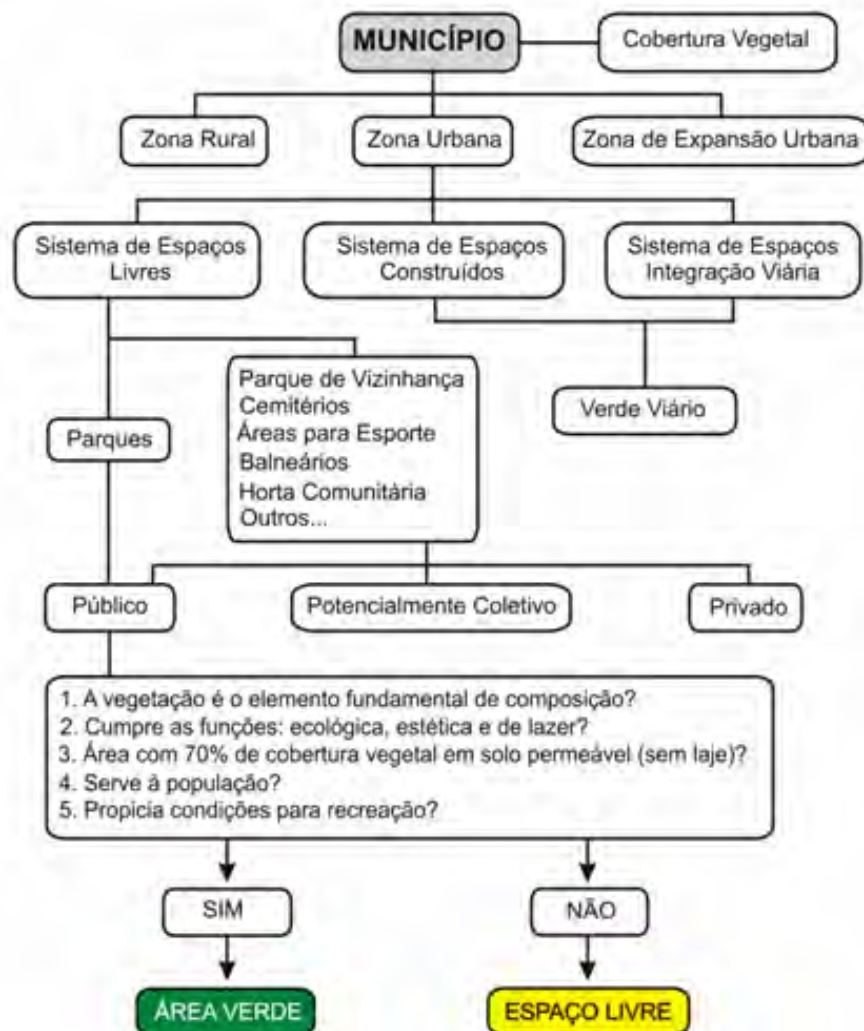 MUNICÍPIO
Cobertura Vegetal
Zona Rural
Zona Urbana
Zona de Expansão Urbana
Sistema de Espaços
Livres
Sistema de Espaços
Construídos
Sistema de Espaços
Integração Viária
Parques
Parque de Vizinhança
Cemitérios
Áreas para Esporte
Balneários
Horta Comunitária
Outros...
Verde Viário
Público
Potencialmente Coletivo
Privado
1. A vegetação é o elemento fundamental de composição?
2. Cumpre as funções: ecológica, estética e de lazer?
3. Área com 70% de cobertura vegetal em solo permeável (sem laje)?
4. Serve à população?
5. Propicia condições para recreação?
SIM
NÃO
ÁREA VERDE
ESPAÇO LIVRE